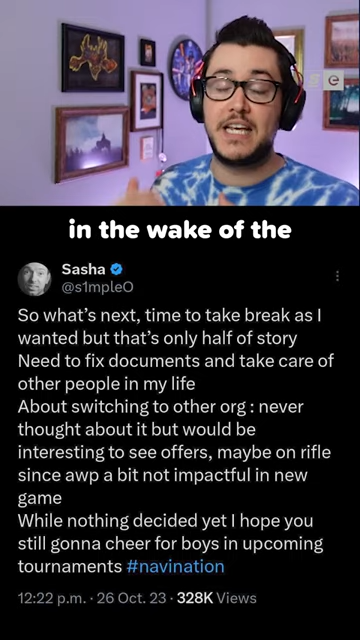 in the wake of the
Sasha
@s1mpleO
So what's next, time to take break as I
wanted but that's only half of story
Need to fix documents and take care of
other people in my life
About switching to other org : never
thought about it but would be
interesting to see offers, maybe on rifle
since awp a bit not impactful in new
game
While nothing decided yet I hope you
still gonna cheer for boys in upcoming
tournaments #navination
12:22 p.m. · 26 Oct. 23 · 328K Views